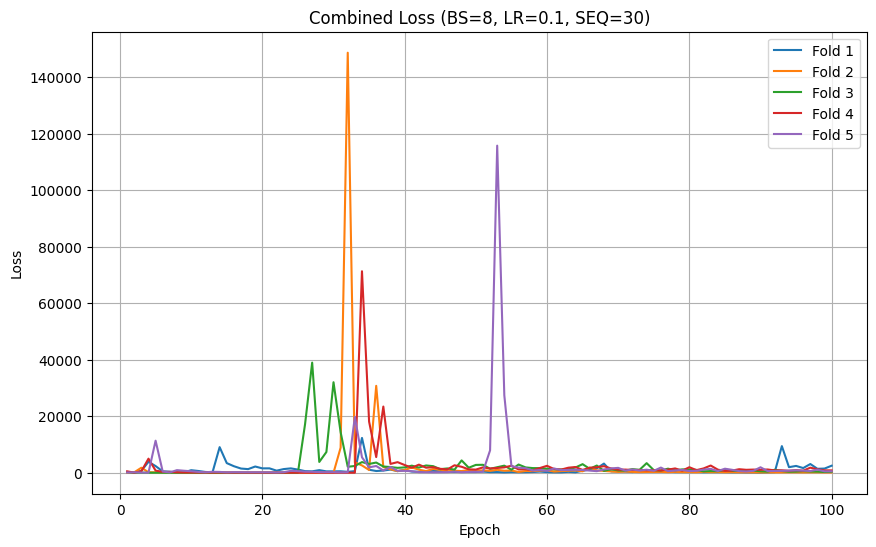 Combined Loss (BS=8, LR=0.1, SEQ=30)
Fold 1
Fold 2
Fold 3
Fold 4
Fold 5
Loss
140000
120000
100000
80000
60000
40000
20000
0
0 20 40 60 80 100
Epoch